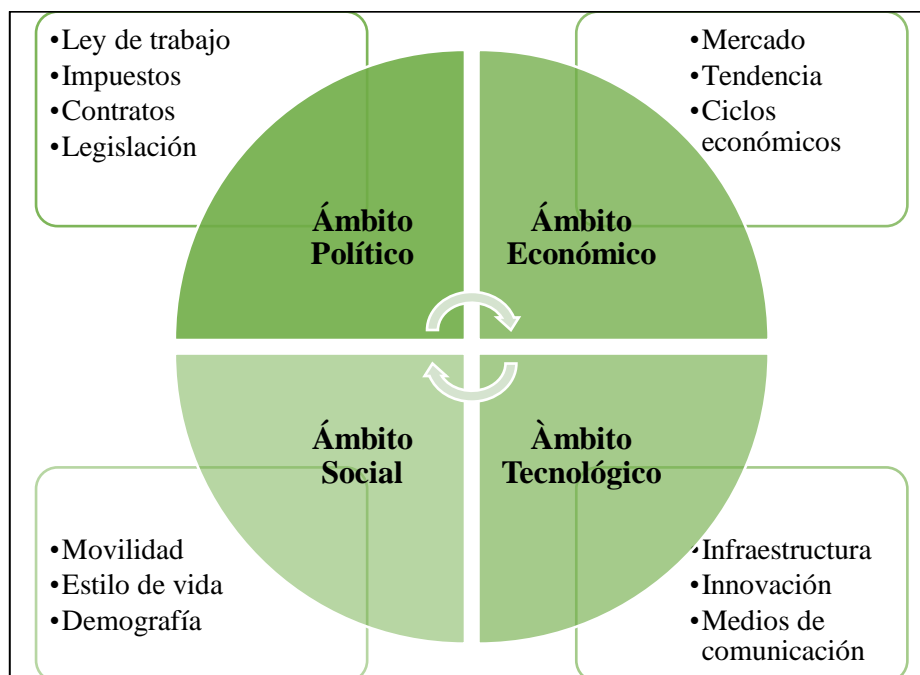 •Ley de trabajo
•Impuestos
•Contratos
•Legislación
•Mercado
•Tendencia
•Ciclos
económicos
Ámbito
Político
Ámbito
Económico
Ámbito
Social
Àmbito
Tecnológico
•Movilidad
•Estilo de vida
•Demografía
•Infraestructura
•Innovación
•Medios de
comunicación